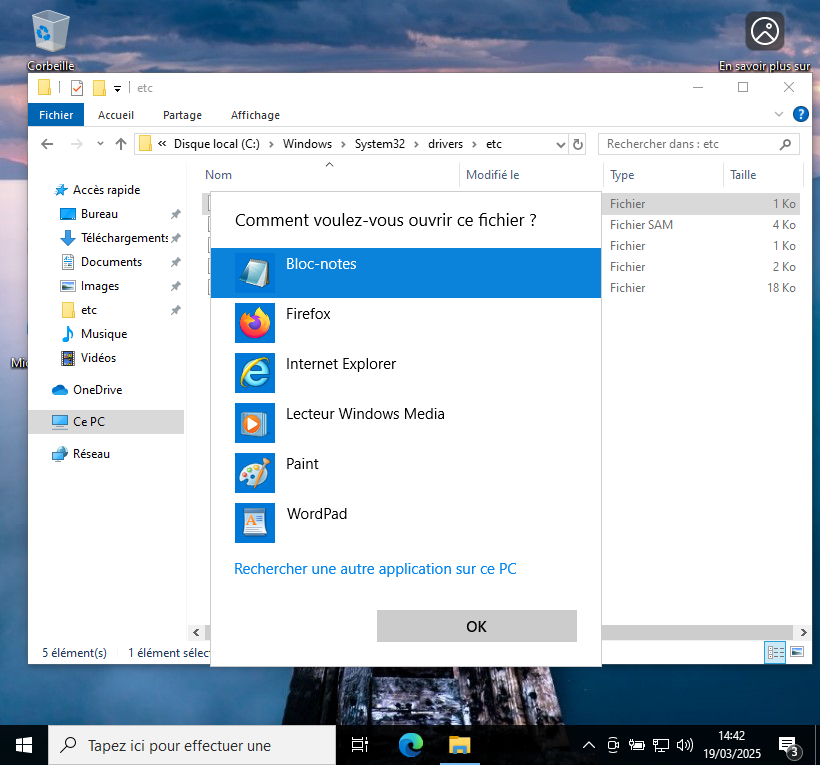 Corbeille
En savoir plus sur
etc
Fichier
Accueil
Partage
Affichage
?
« Disque local (C:) > Windows > System32 > drivers > etc
Rechercher dans : etc
Nom
Modifié le
Type
Taille
Accès rapide
Bureau
Téléchargements
Documents
Images
etc
Musique
Vidéos
OneDrive
Ce PC
Réseau
Fichier 1 Ko
Fichier SAM 4 Ko
Fichier 1 Ko
Fichier 2 Ko
Fichier 18 Ko
Comment voulez-vous ouvrir ce fichier ?
Bloc-notes
Firefox
Internet Explorer
Lecteur Windows Media
Paint
WordPad
Rechercher une autre application sur ce PC
OK
5 élément(s)
1 élément sélec
Tapez ici pour effectuer une
14:42
19/03/2025
3